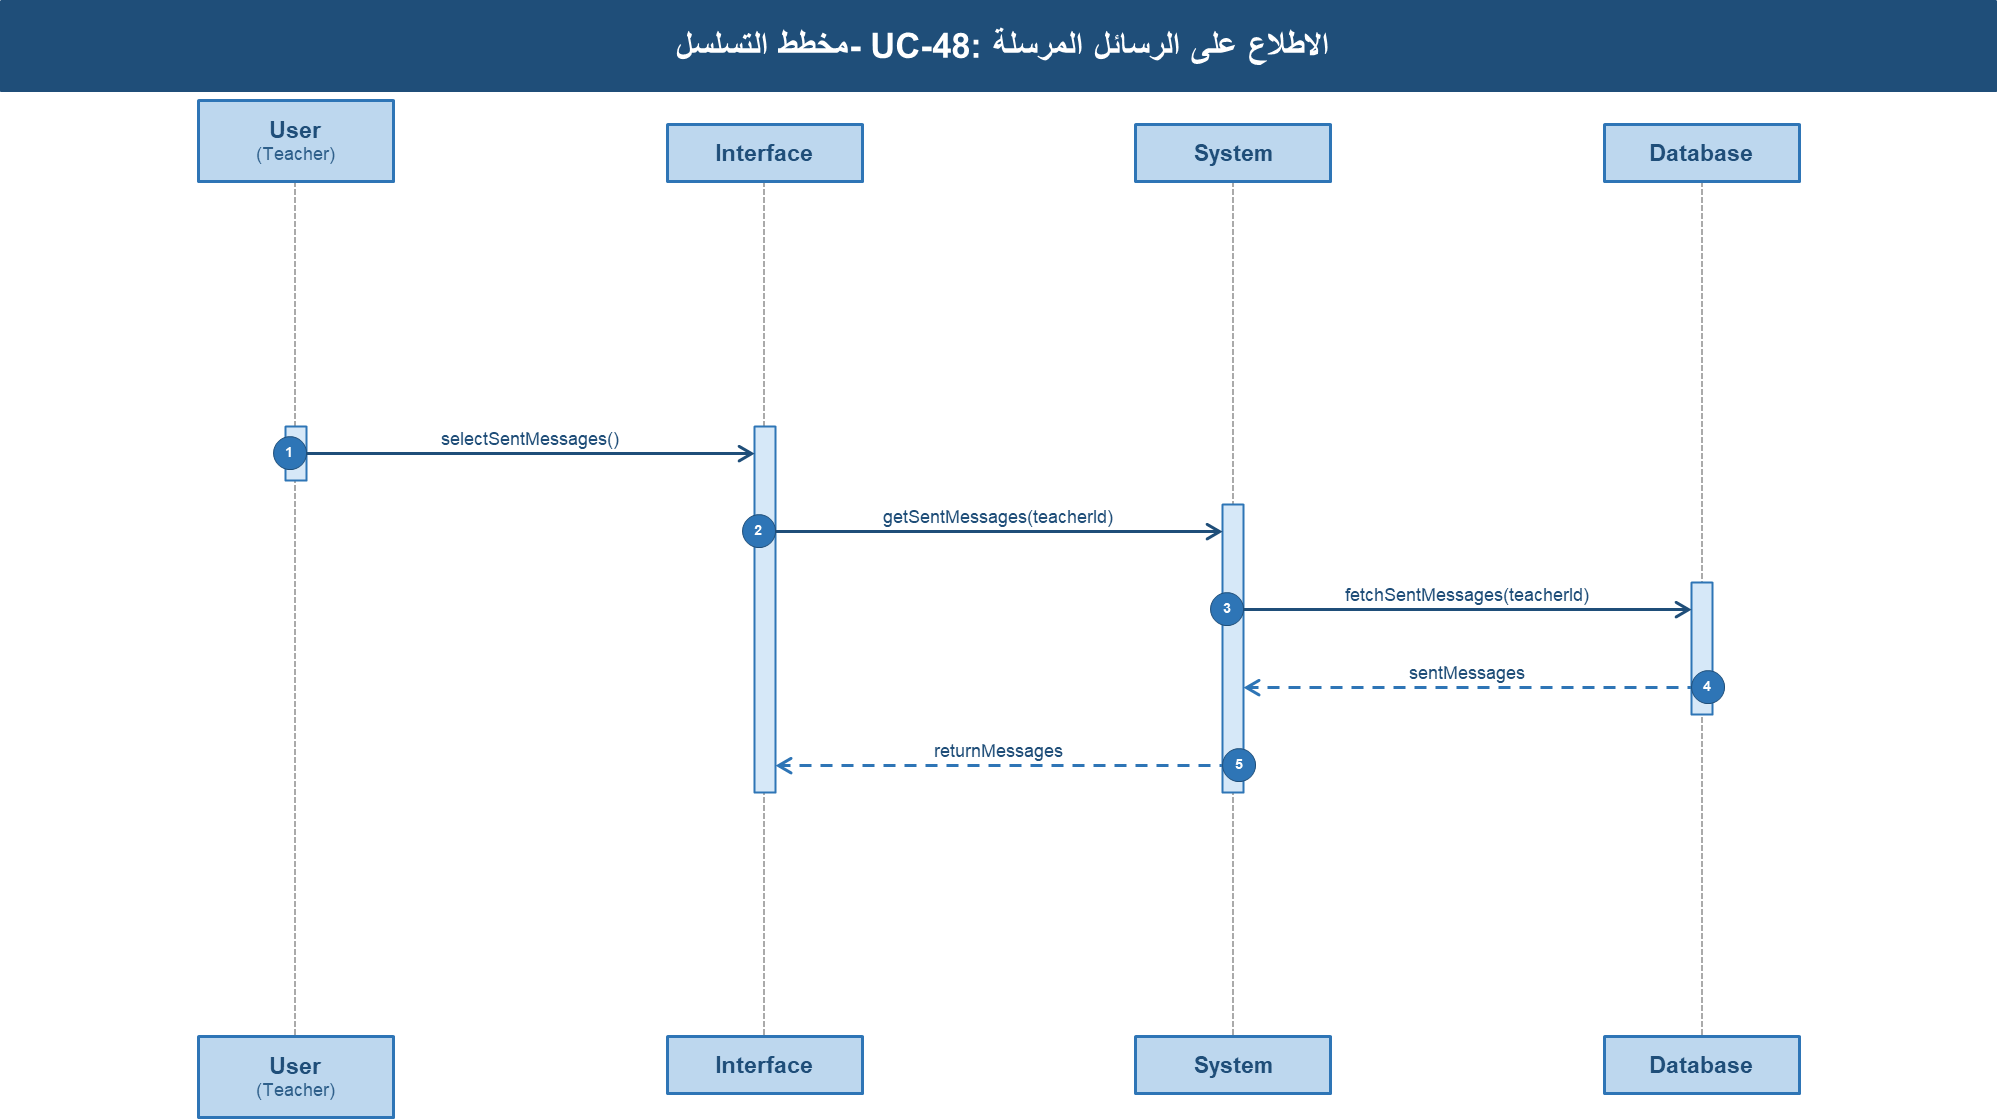 مخطط التسلسل- UC-48: الاطلاع على الرسائل المرسلة
User
(Teacher)
Interface
System
Database
1
selectSentMessages()
2
getSentMessages(teacherId)
3
fetchSentMessages(teacherId)
sentMessages
4
returnMessages
5
User
(Teacher)
Interface
System
Database